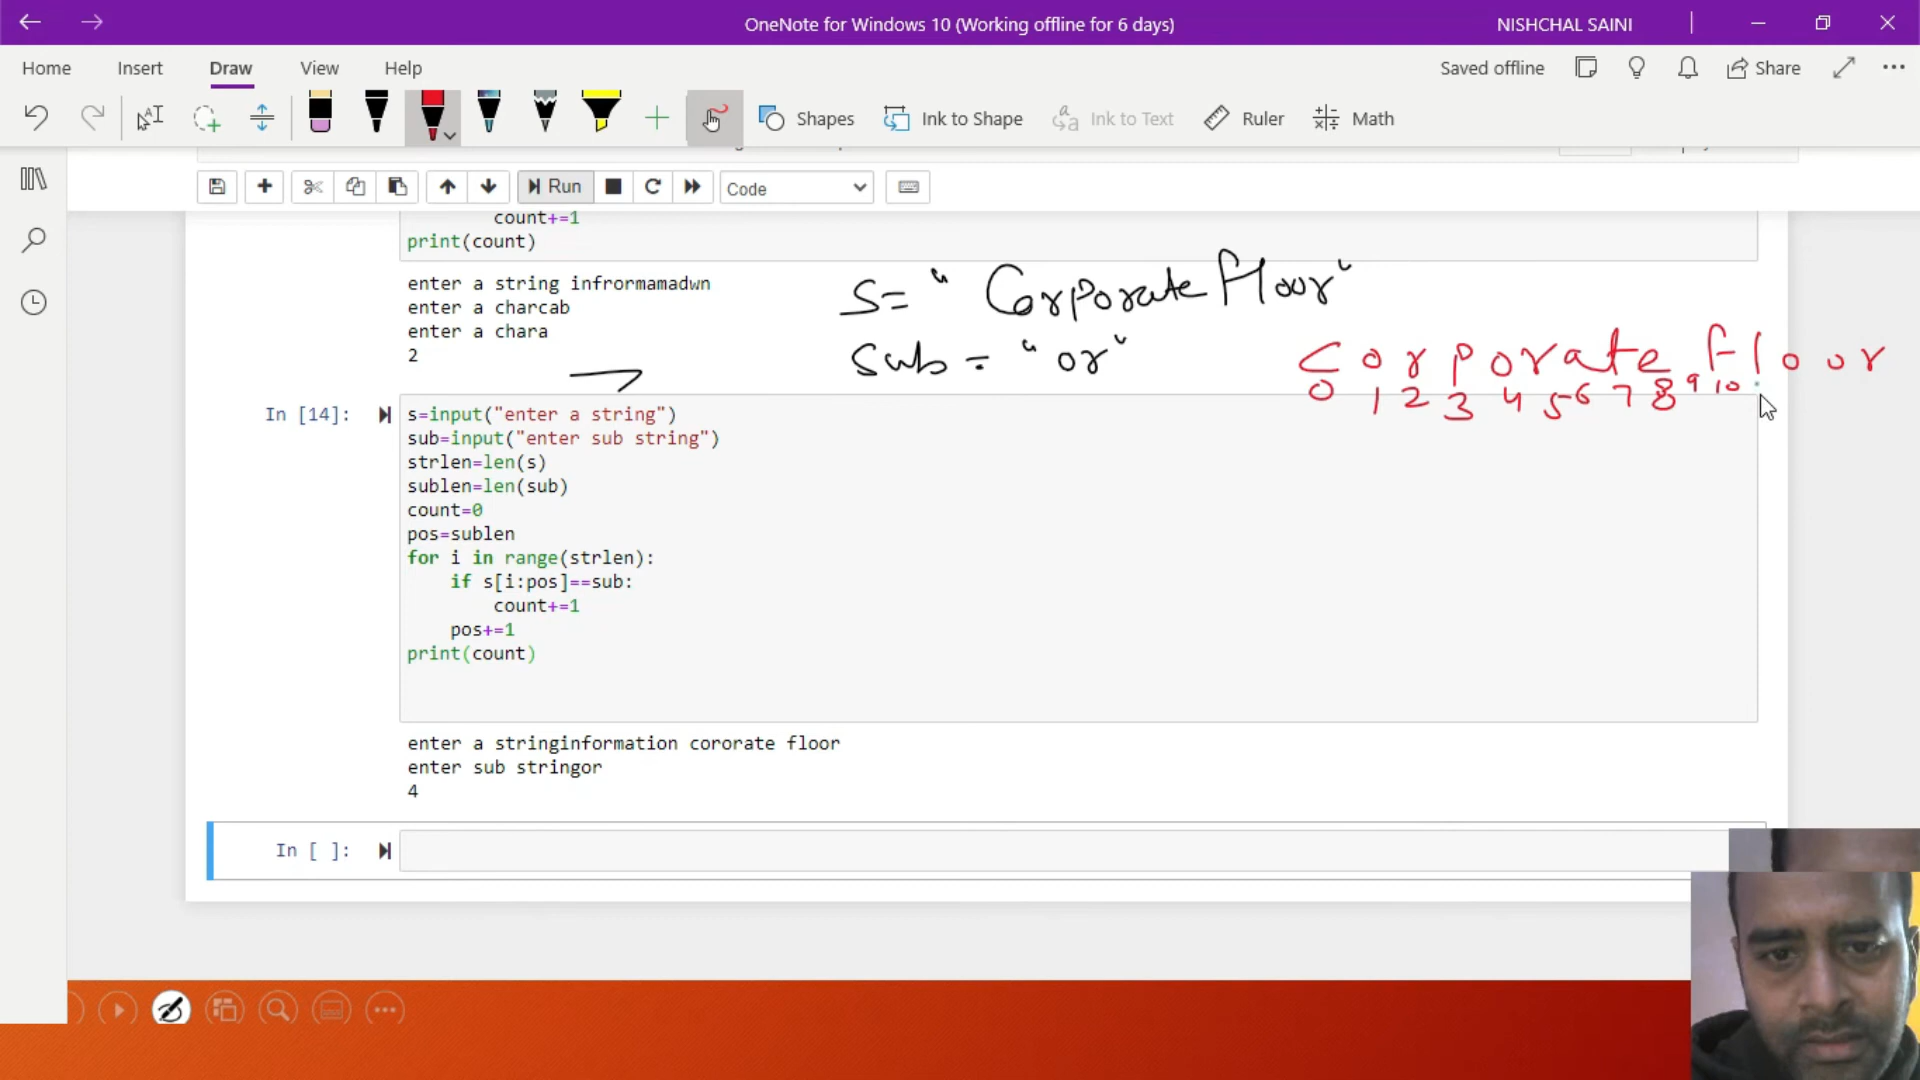 OneNote for Windows 10 (Working offline for 6 days)
NISHCHAL SAINI
Home Insert Draw View Help
Saved offline
Share
Shapes Ink to Shape Ink to Text Ruler Math
Run
Code
count+=1
print(count)
enter a string infrormamadwn
enter a charcab
enter a chara
2
s= "Corporate floor"
sub = "or"
Corporate floor
0 1 2 3 4 5 6 7 8 9 10
In [14]:
s=input("enter a string")
sub=input("enter sub string")
strlen=len(s)
sublen=len(sub)
count=0
pos=sublen
for i in range(strlen):
if s[i:pos]==sub:
count+=1
pos+=1
print(count)
enter a stringinformation cororate floor
enter sub stringor
4
In [ ]: